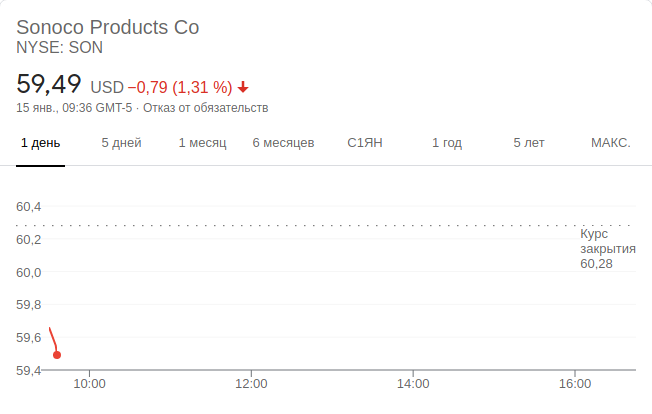 Sonoco Products Co
NYSE: SON
59,49 USD −0,79 (1,31 %)
15 янв., 09:36 GMT-5 · Отказ от обязательств
1 день 5 дней 1 месяц 6 месяцев С1ЯН 1 год 5 лет МАКС.
60,4
60,2
60,0
59,8
59,6
59,4
Курс
закрытия
60,28
10:00 12:00 14:00 16:00